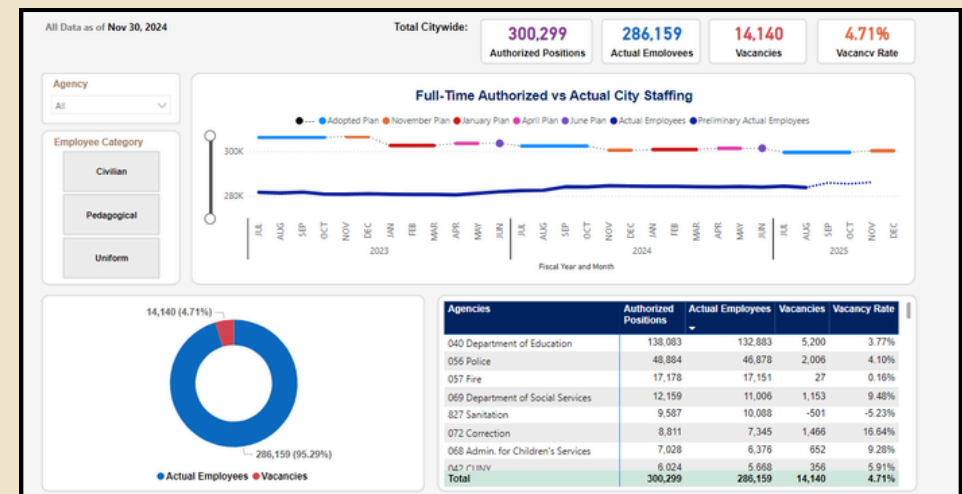 All Data as of Nov 30, 2024
Total Citywide:
300,299
Authorized Positions
286,159
Actual Employees
14,140
Vacancies
4.71%
Vacancy Rate
Agency
All
Employee Category
Civilian
Pedagogical
Uniform
Full-Time Authorized vs Actual City Staffing
--- Adopted Plan November Plan January Plan April Plan June Plan Actual Employees Preliminary Actual Employees
300K
280K
JUL AUG SEP OCT NOV DEC JAN FEB MAR APR MAY JUN JUL AUG SEP OCT NOV DEC JAN FEB MAR APR MAY JUN JUL AUG SEP OCT NOV DEC
2023 2024 2025
Fiscal Year and Month
14,140 (4.71%)
286,159 (95.29%)
Actual Employees Vacancies
Agencies Authorized Positions Actual Employees Vacancies Vacancy Rate
040 Department of Education 138,083 132,883 5,200 3.77%
056 Police 48,884 46,878 2,006 4.10%
057 Fire 17,178 17,151 27 0.16%
069 Department of Social Services 12,159 11,006 1,153 9.48%
827 Sanitation 9,587 10,088 -501 -5.23%
072 Correction 8,811 7,345 1,466 16.64%
068 Admin. for Children's Services 7,028 6,376 652 9.28%
042 CUNY 6,024 5,668 356 5.91%
Total 300,299 286,159 14,140 4.71%